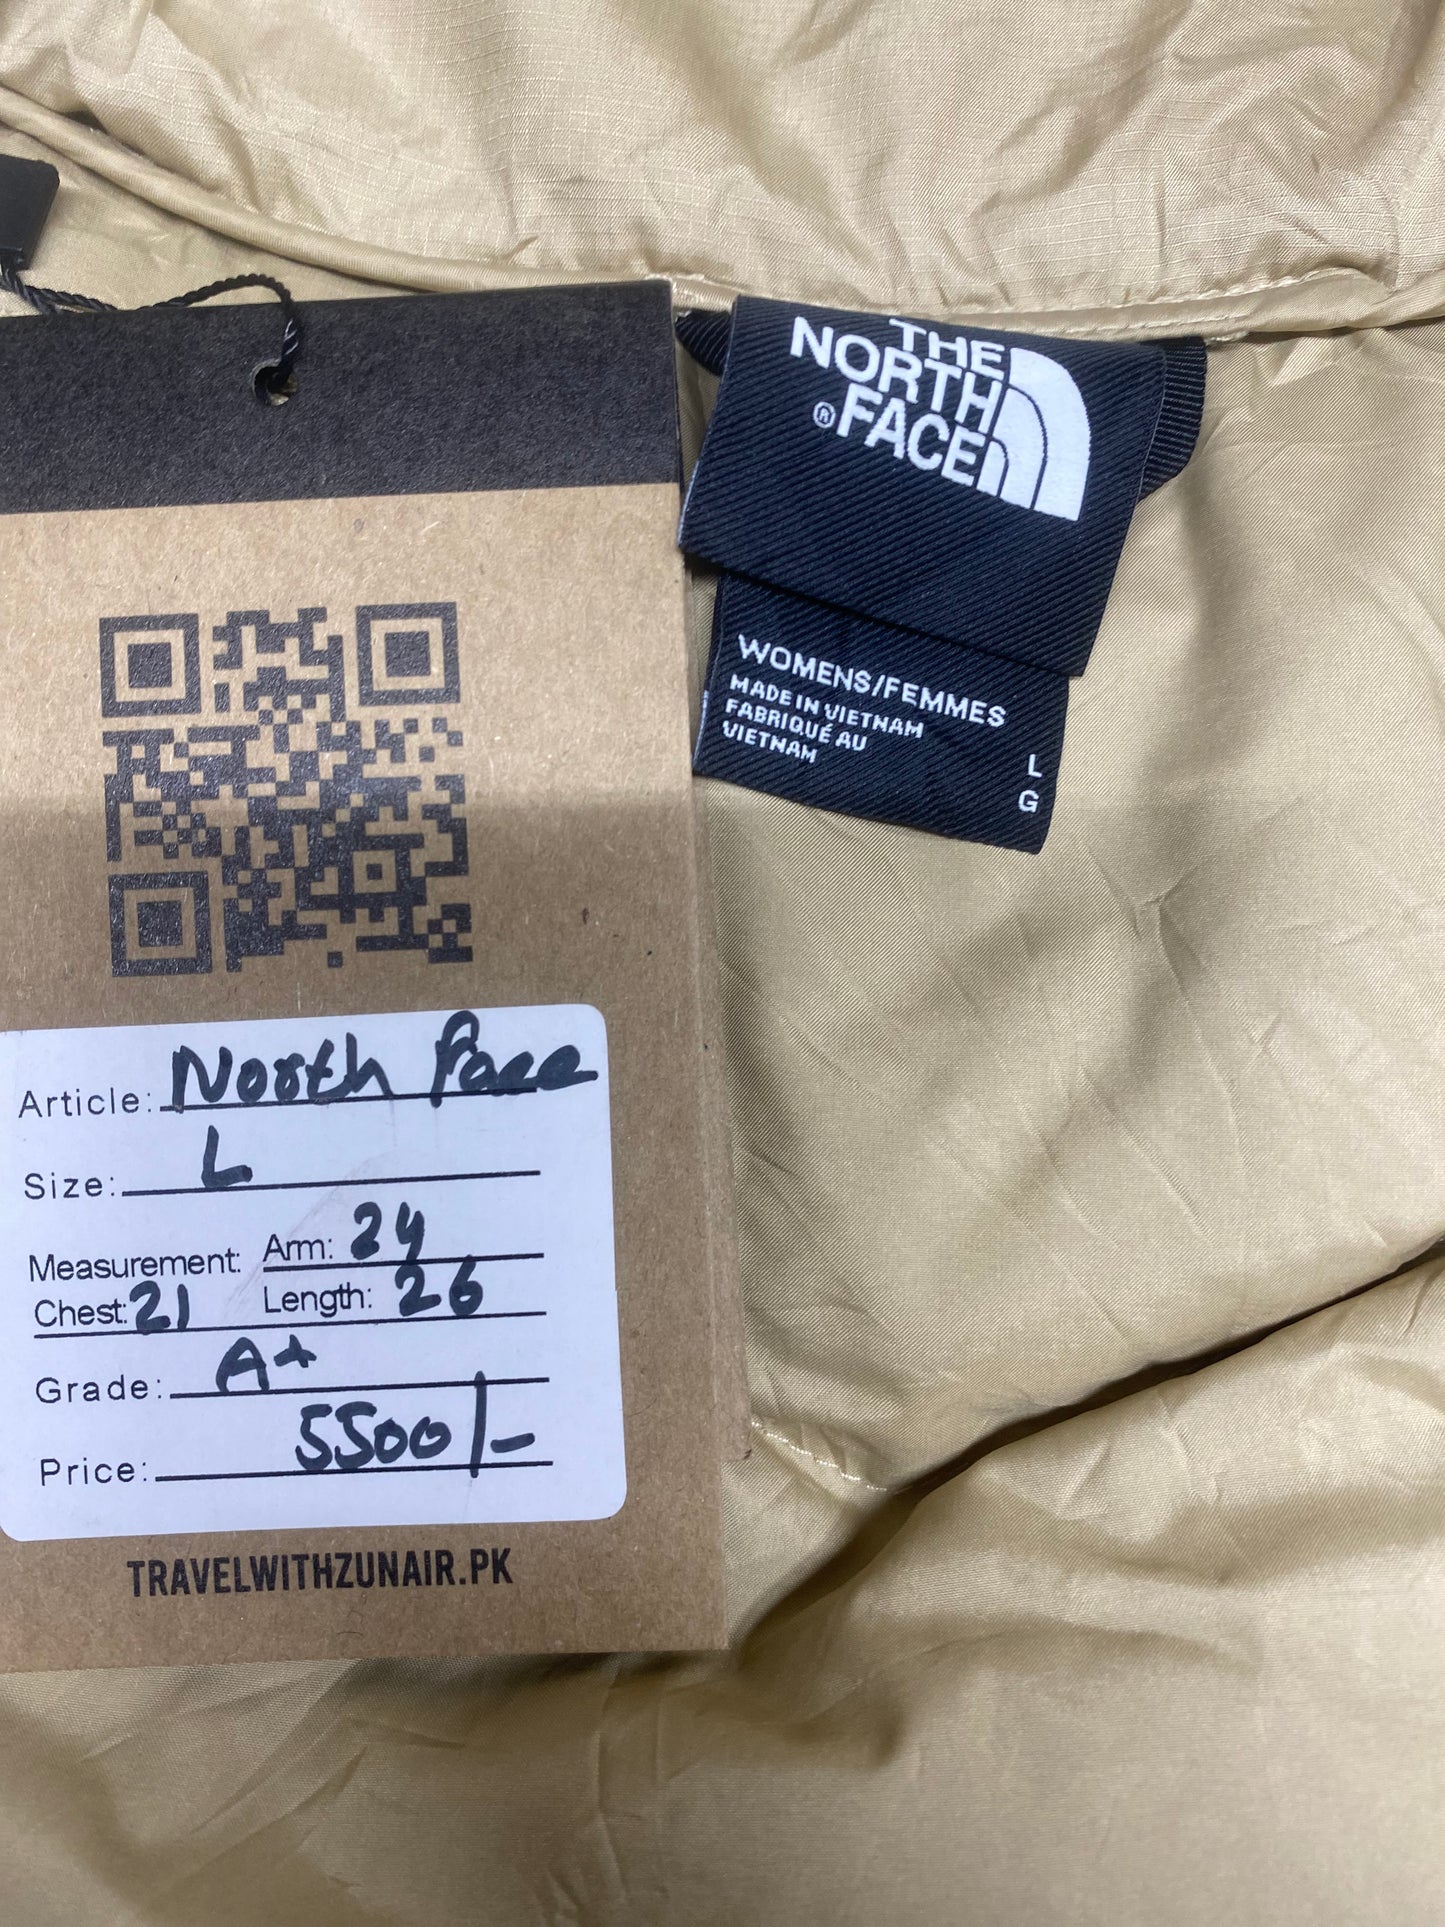 THE
NORTH
®FACE
WOMENS/FEMMES
MADE IN VIETNAM
FABRIQUÉ AU
VIETNAM
L
G
Article: North Face
Size: L
Measurement: Arm: 24
Chest: 21 Length: 26
Grade: A+
Price: 5500/-
TRAVELWITHZUNAIR.PK